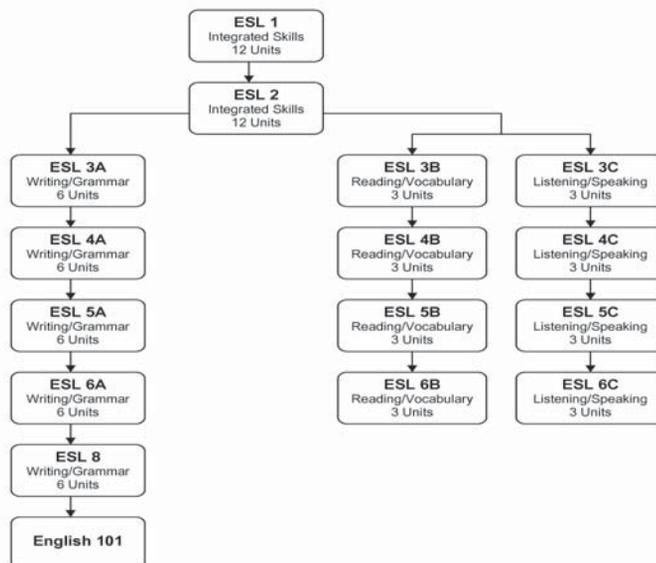 ESL 1
Integrated Skills
12 Units
ESL 2
Integrated Skills
12 Units
ESL 3A
Writing/Grammar
6 Units
ESL 3B
Reading/Vocabulary
3 Units
ESL 3C
Listening/Speaking
3 Units
ESL 4A
Writing/Grammar
6 Units
ESL 4B
Reading/Vocabulary
3 Units
ESL 4C
Listening/Speaking
3 Units
ESL 5A
Writing/Grammar
6 Units
ESL 5B
Reading/Vocabulary
3 Units
ESL 5C
Listening/Speaking
3 Units
ESL 6A
Writing/Grammar
6 Units
ESL 6B
Reading/Vocabulary
3 Units
ESL 6C
Listening/Speaking
3 Units
ESL 8
Writing/Grammar
6 Units
English 101